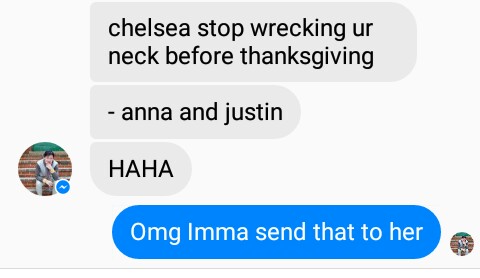 chelsea stop wrecking ur
neck before thanksgiving
- anna and justin
HAHA
Omg Imma send that to her